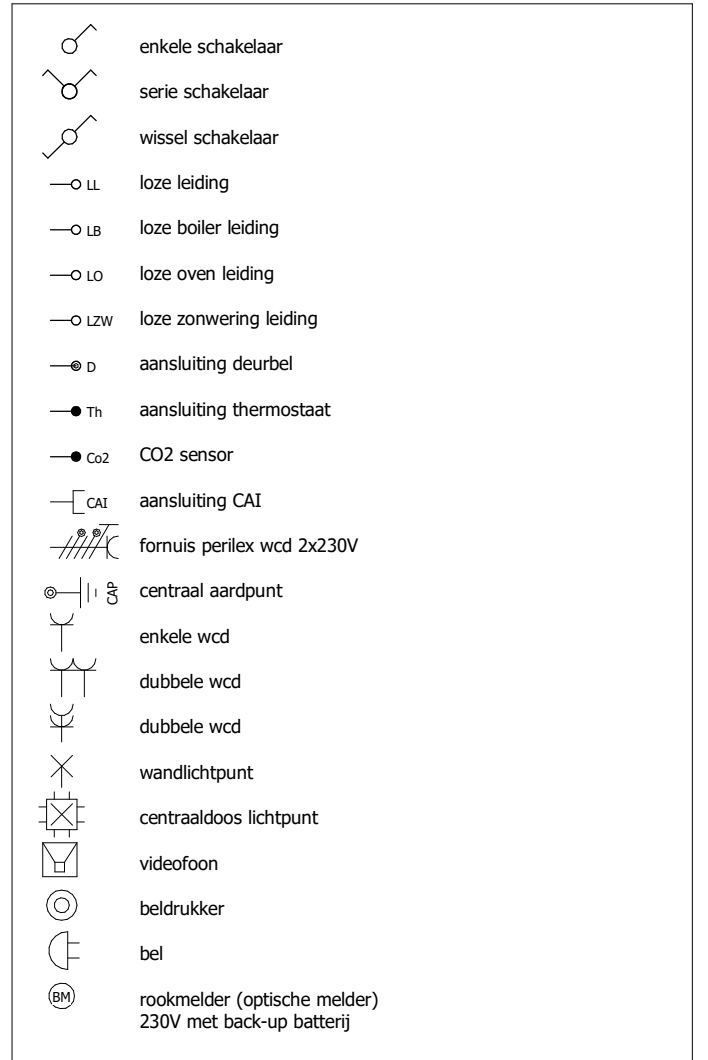 enkele schakelaar
serie schakelaar
wissel schakelaar
LL loze leiding
LB loze boiler leiding
LO loze oven leiding
LZW loze zonwering leiding
D aansluiting deurbel
Th aansluiting thermostaat
Co2 CO2 sensor
CAI aansluiting CAI
fornuis perilex wcd 2x230V
CAP centraal aardpunt
enkele wcd
dubbele wcd
dubbele wcd
wandlichtpunt
centraaldoos lichtpunt
videofoon
beldrukker
bel
BM rookmelder (optische melder)
230V met back-up batterij